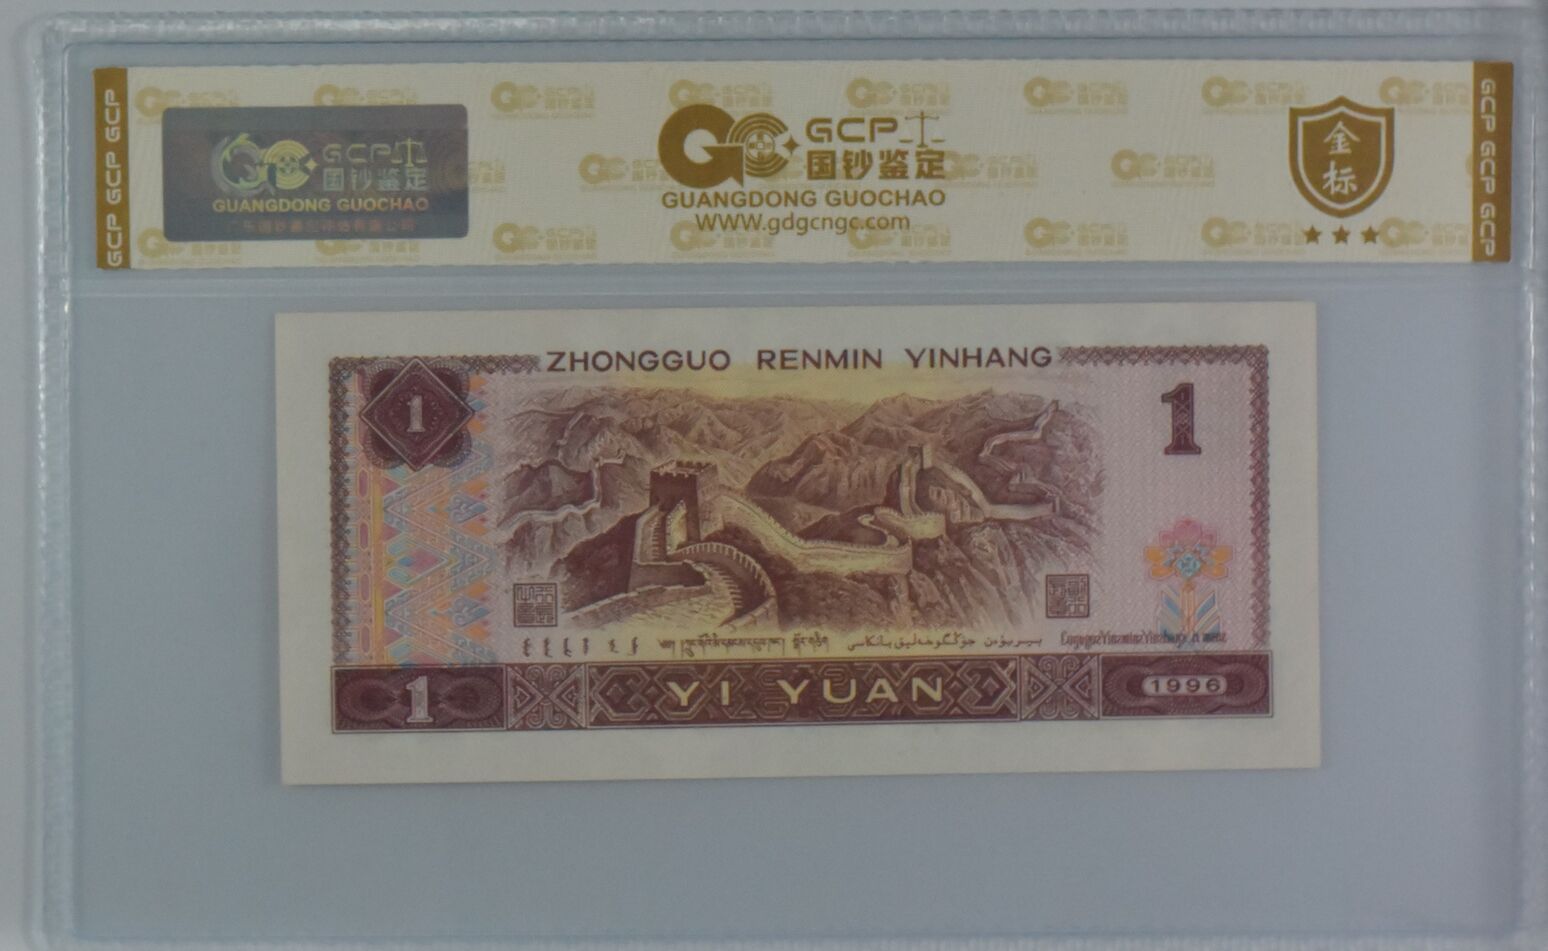 GCP GCP GCP
GCP
国钞鉴定
GUANGDONG GUOCHAO
GCP
国钞鉴定
GUANGDONG GUOCHAO
WWW.gdgcngc.com
金标
GCP GCP GCP
ZHONGGUO RENMIN YINHANG
1
1
1
YI YUAN
1996